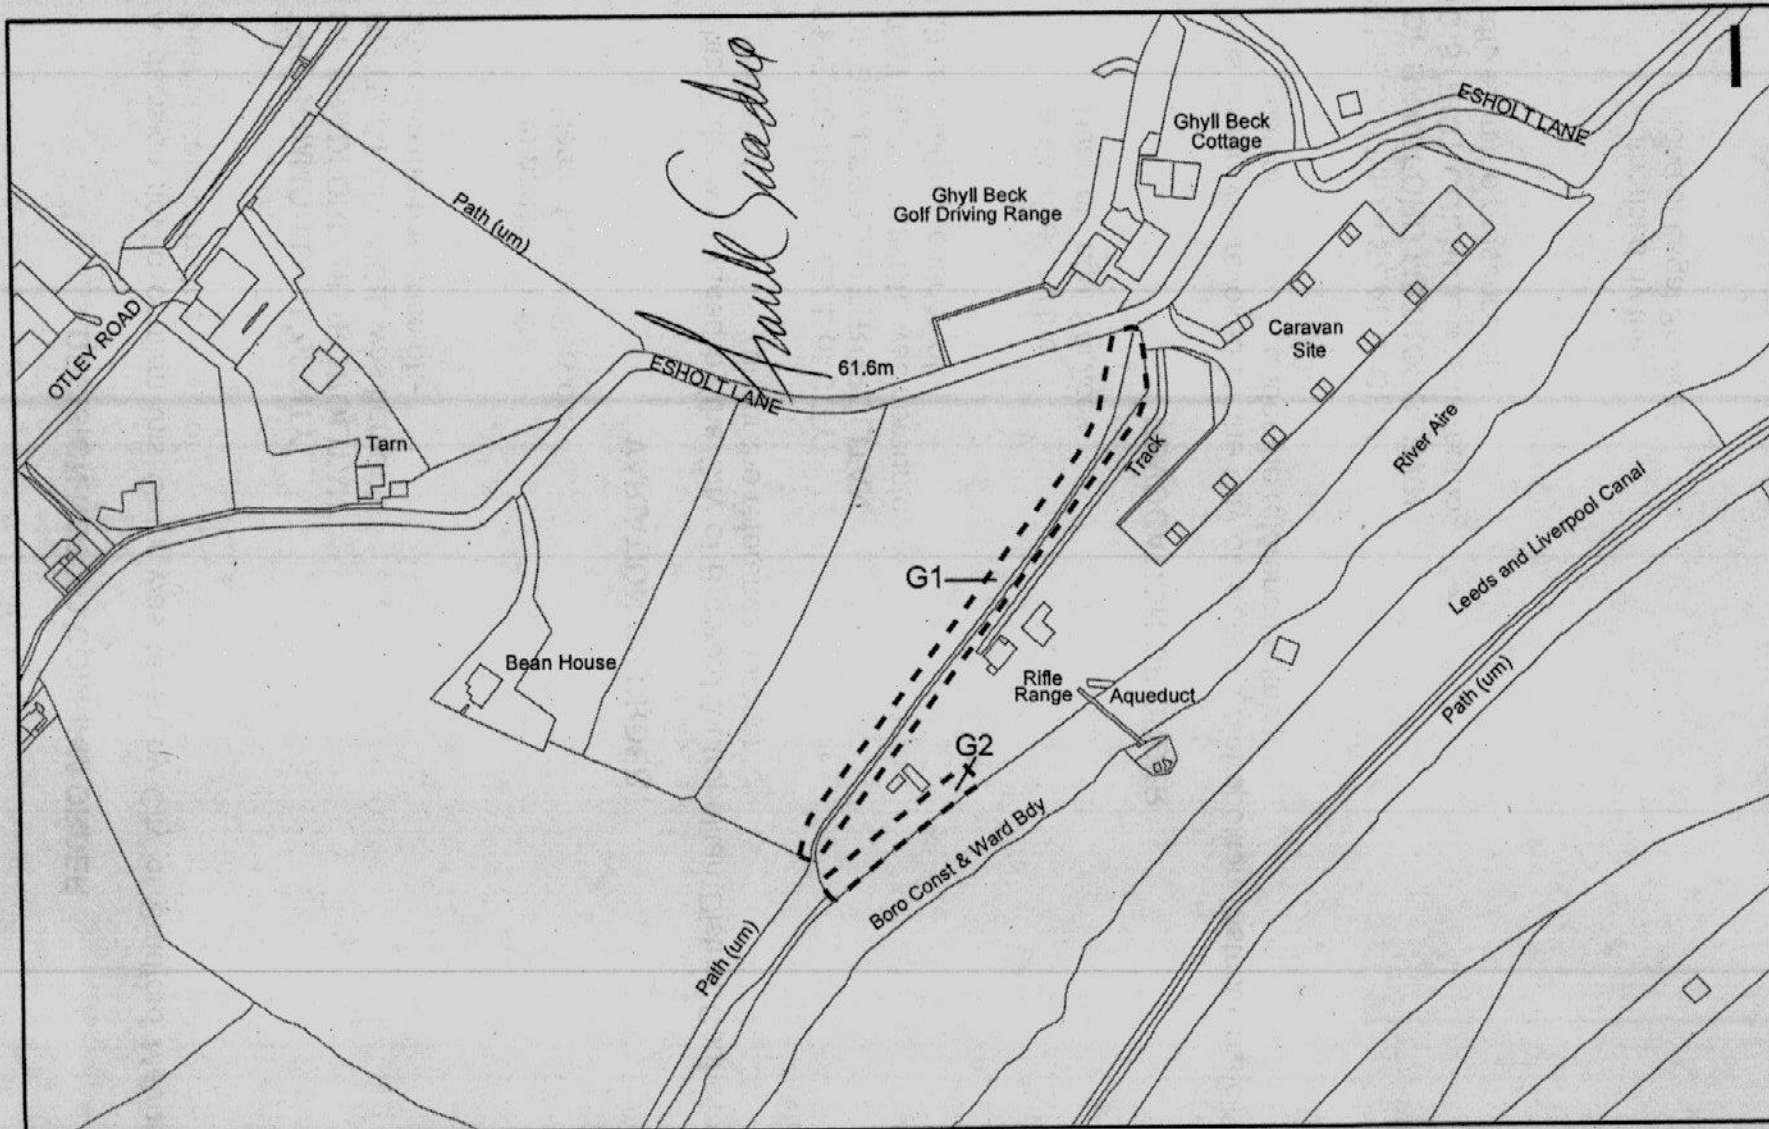 ESHOLT LANE
Ghyll Beck
Cottage
Path (um)
Ghyll Beck
Golf Driving Range
OTLEY ROAD
Caravan
Site
61.6m
ESHOLT LANE
Tarn
Track
River Aire
Leeds and Liverpool Canal
G1
Bean House
Rifle
Range
Aqueduct
Path (um)
G2
Boro Const & Ward Bdy
Path (um)